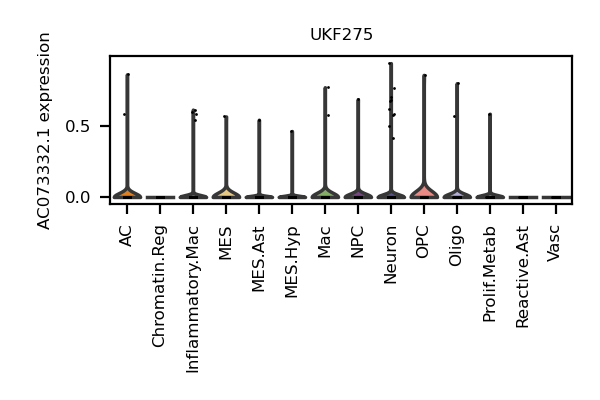 UKF275
AC073332.1 expression
0.5
0.0
AC
Chromatin.Reg
Inflammatory.Mac
MES
MES.Ast
MES.Hyp
Mac
NPC
Neuron
OPC
Oligo
Prolif.Metab
Reactive.Ast
Vasc